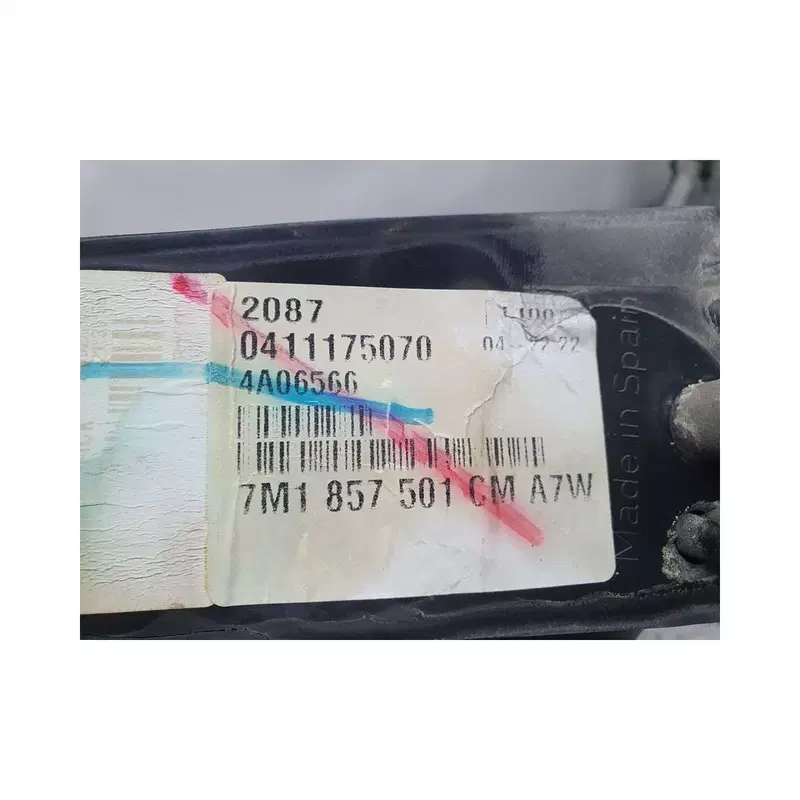 2087
0411175070
4A06566
7M1 857 501 CM A7W
Made in Spain